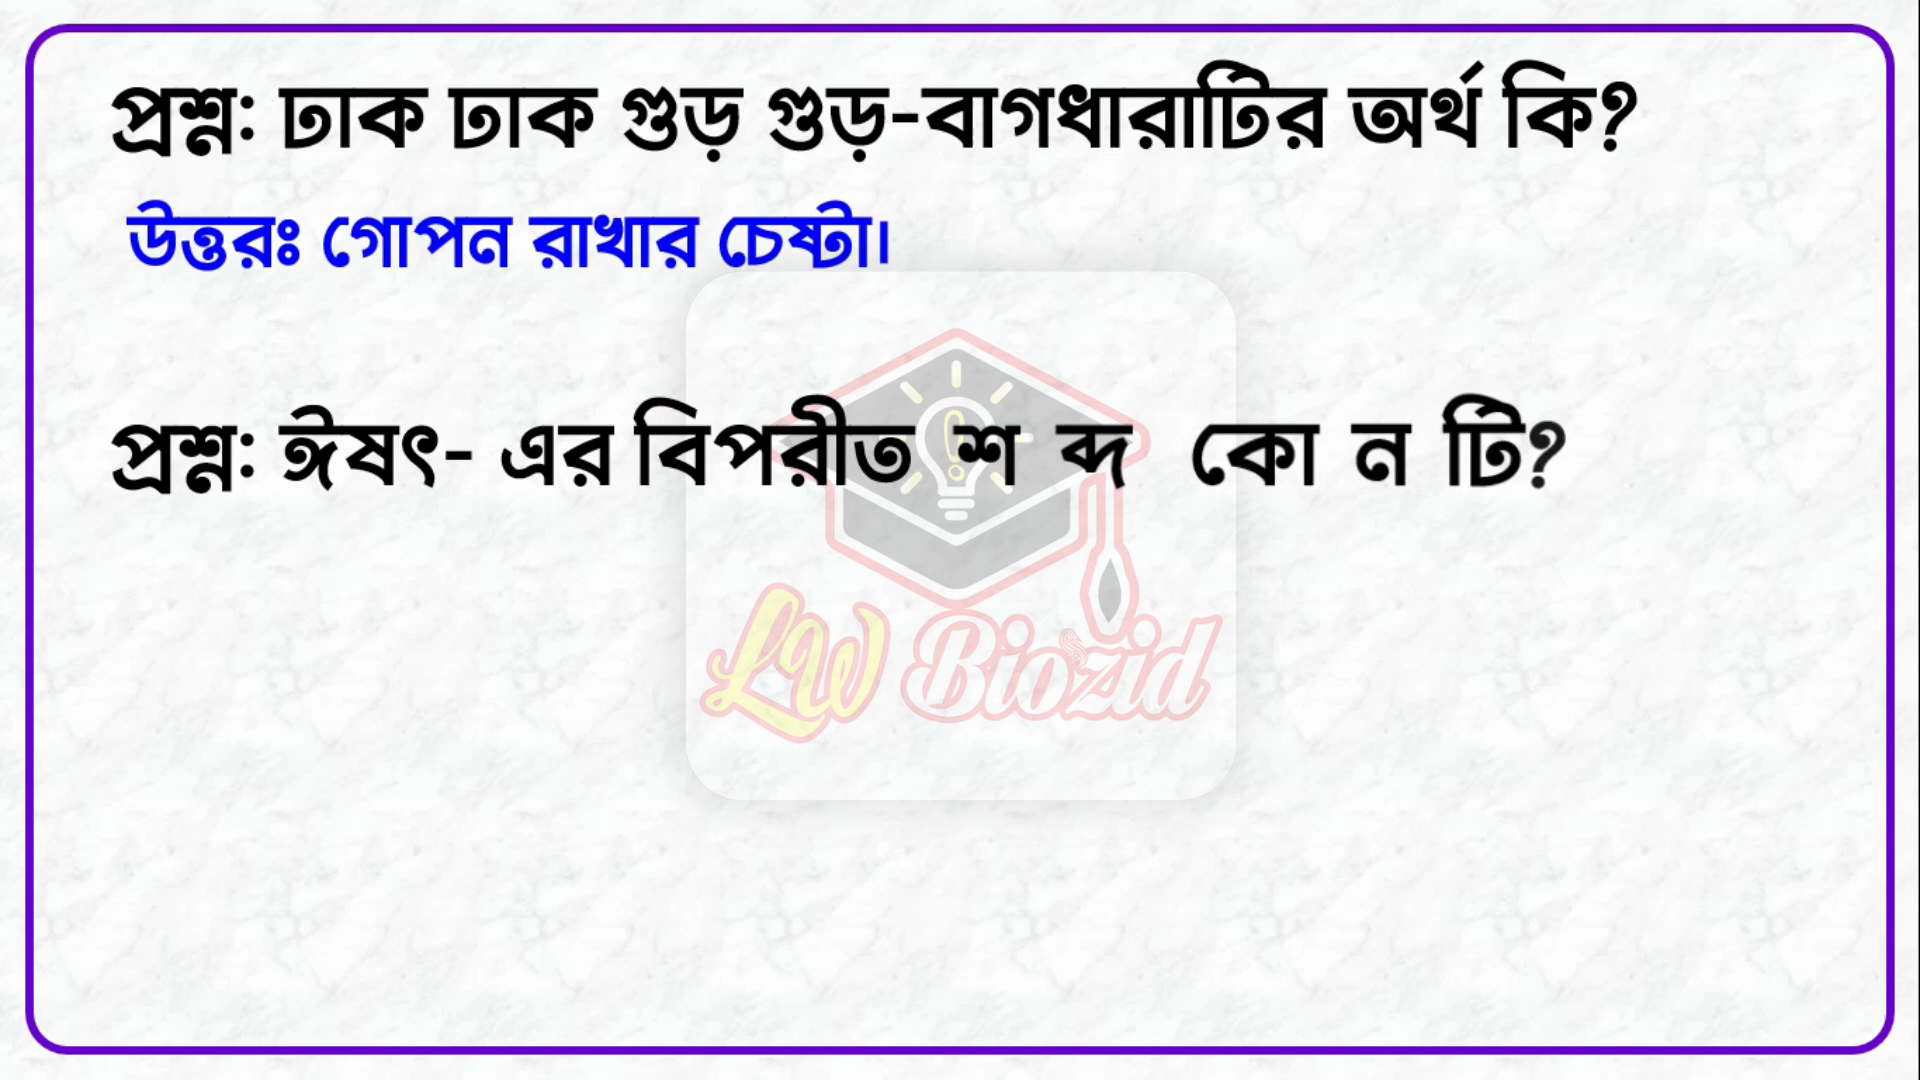 প্রশ্ন: ঢাক ঢাক গুড় গুড়-বাগধারাটির অর্থ কি?
উত্তরঃ গোপন রাখার চেষ্টা।
প্রশ্ন: ঈষৎ- এর বিপরীত শ ব্দ কো ন টি?
LW Biozid